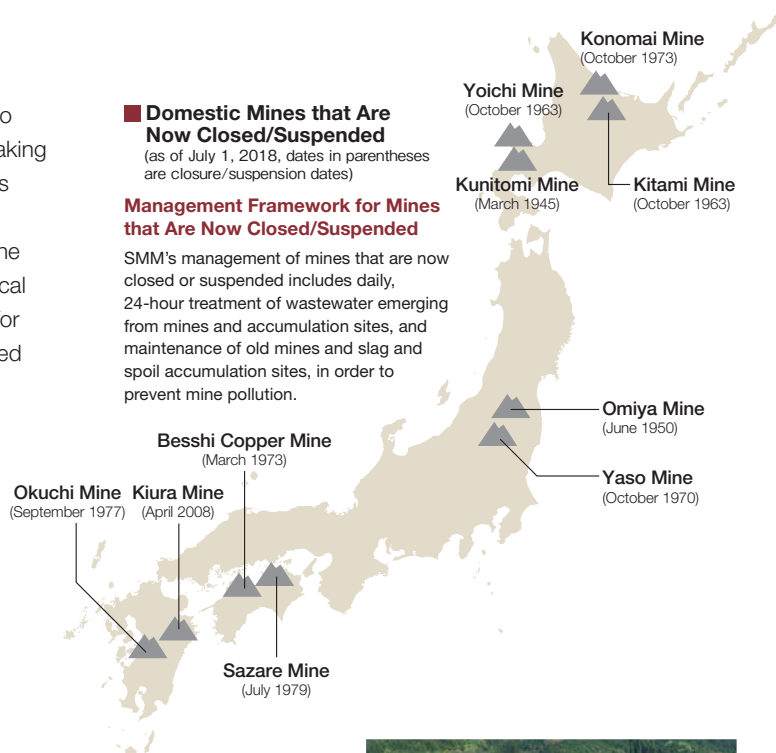 o
aking
s
ne
cal
or
ed
Domestic Mines that Are
Now Closed/Suspended
(as of July 1, 2018, dates in parentheses
are closure/suspension dates)
Management Framework for Mines
that Are Now Closed/Suspended
SMM's management of mines that are now
closed or suspended includes daily,
24-hour treatment of wastewater emerging
from mines and accumulation sites, and
maintenance of old mines and slag and
spoil accumulation sites, in order to
prevent mine pollution.
Konomai Mine
(October 1973)
Yoichi Mine
(October 1963)
Kunitomi Mine
(March 1945)
Kitami Mine
(October 1963)
Omiya Mine
(June 1950)
Yaso Mine
(October 1970)
Besshi Copper Mine
(March 1973)
Okuchi Mine
(September 1977)
Kiura Mine
(April 2008)
Sazare Mine
(July 1979)